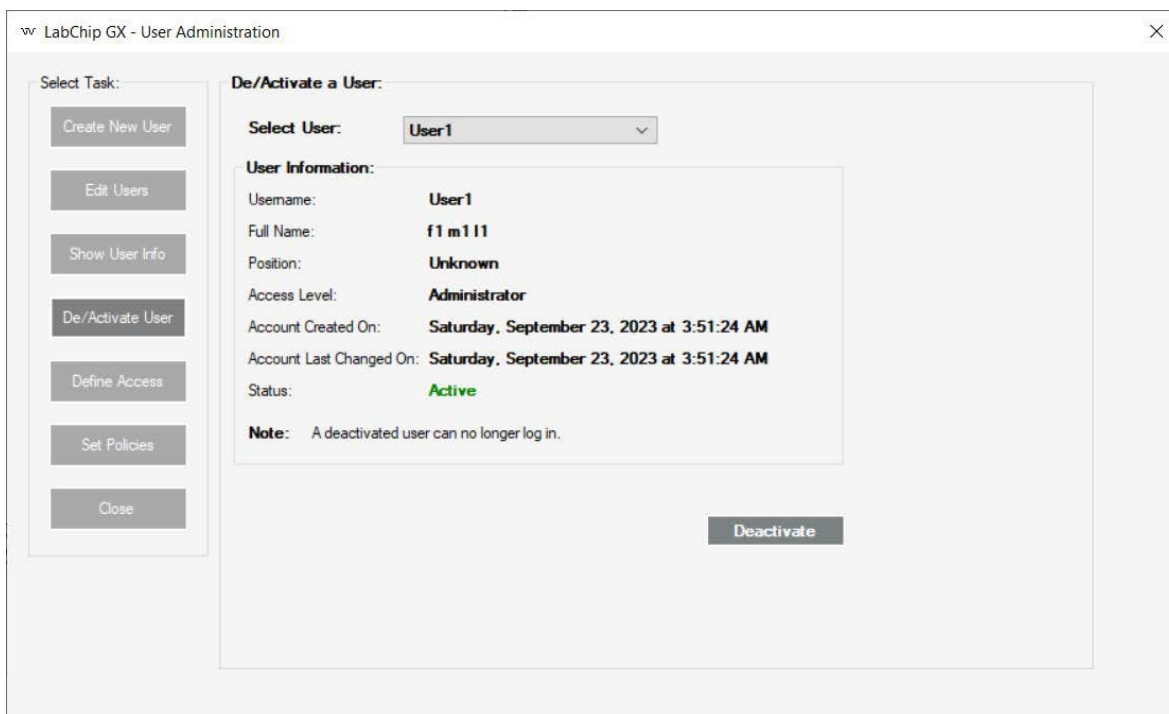 LabChip GX - User Administration
Select Task:
Create New User
Edit Users
Show User Info
De/Activate User
Define Access
Set Policies
Close
De/Activate a User:
Select User: User1
User Information:
Username: User1
Full Name: f1 m1 l1
Position: Unknown
Access Level: Administrator
Account Created On: Saturday, September 23, 2023 at 3:51:24 AM
Account Last Changed On: Saturday, September 23, 2023 at 3:51:24 AM
Status: Active
Note: A deactivated user can no longer log in.
Deactivate